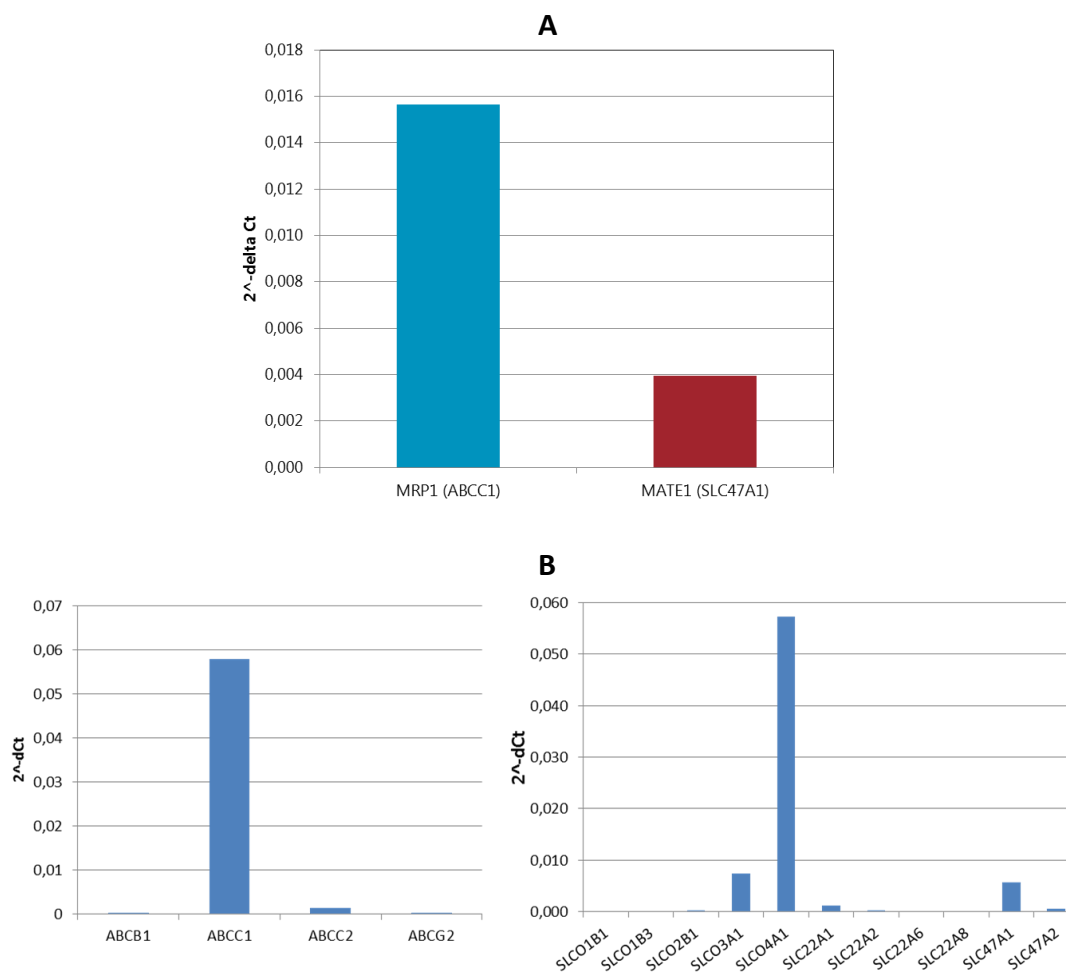 A
0,018
0,016
0,014
0,012
0,010
0,008
0,006
0,004
0,002
0,000
2^-delta Ct
MRP1 (ABCC1)
MATE1 (SLC47A1)
B
0,07
0,06
0,05
0,04
0,03
0,02
0,01
0
2^-dCt
ABCB1
ABCC1
ABCC2
ABCG2
0,060
0,050
0,040
0,030
0,020
0,010
0,000
2^-dCt
SLCO1B1
SLCO1B3
SLCO2B1
SLCO3A1
SLCO4A1
SLC22A1
SLC22A2
SLC22A6
SLC22A8
SLC47A1
SLC47A2